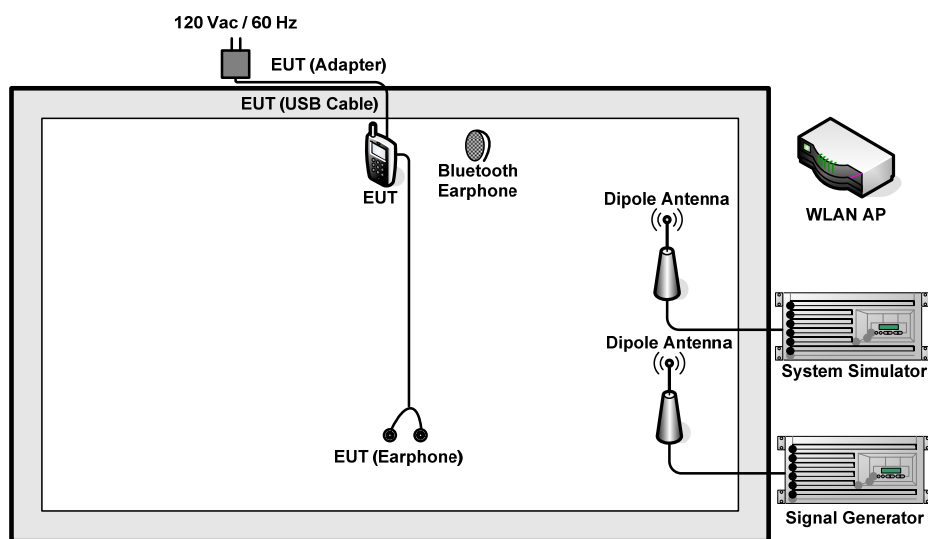 120 Vac / 60 Hz
EUT (Adapter)
EUT (USB Cable)
EUT
Bluetooth
Earphone
WLAN AP
Dipole Antenna
System Simulator
Dipole Antenna
EUT (Earphone)
Signal Generator